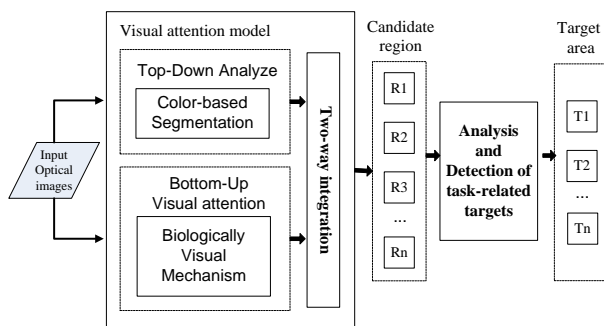 Input
Optical
images
Visual attention model
Top-Down Analyze
Color-based
Segmentation
Bottom-Up
Visual attention
Biologically
Visual
Mechanism
Two-way integration
Candidate
region
R1
R2
R3
...
Rn
Analysis
and
Detection of
task-related
targets
Target
area
T1
T2
...
Tn